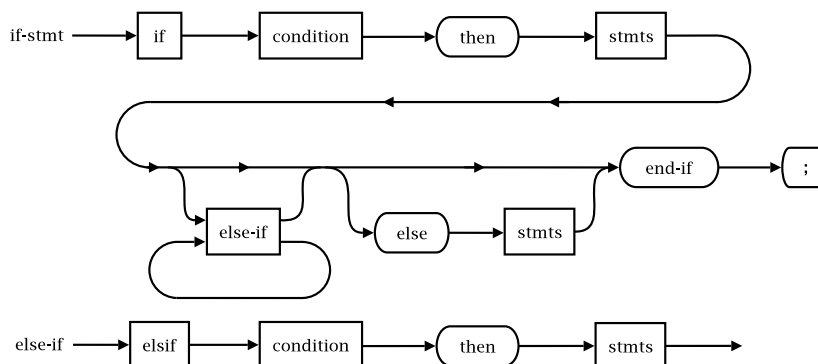 if-stmt if condition then stmts
end-if ;
else-if else stmts
else-if elsif condition then stmts